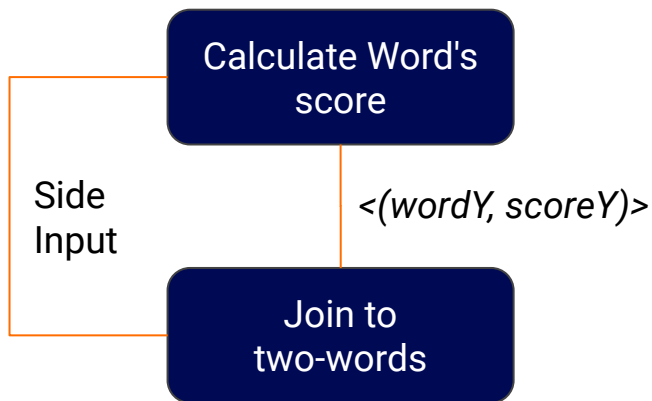 Calculate Word's
score
Side
Input
<(wordY, scoreY)>
Join to
two-words